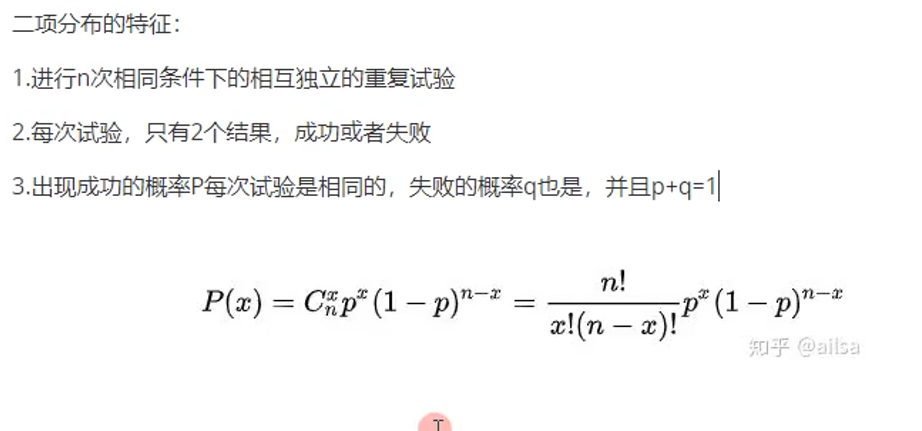 二项分布的特征：
1.进行n次相同条件下的相互独立的重复试验
2.每次试验，只有2个结果，成功或者失败
3.出现成功的概率P每次试验是相同的，失败的概率q也是，并且p+q=1
P(x) = C_n^x p^x (1 − p)^{n−x} = \frac{n!}{x!(n − x)!} p^x (1 − p)^{n−x}
知乎 @ailsa